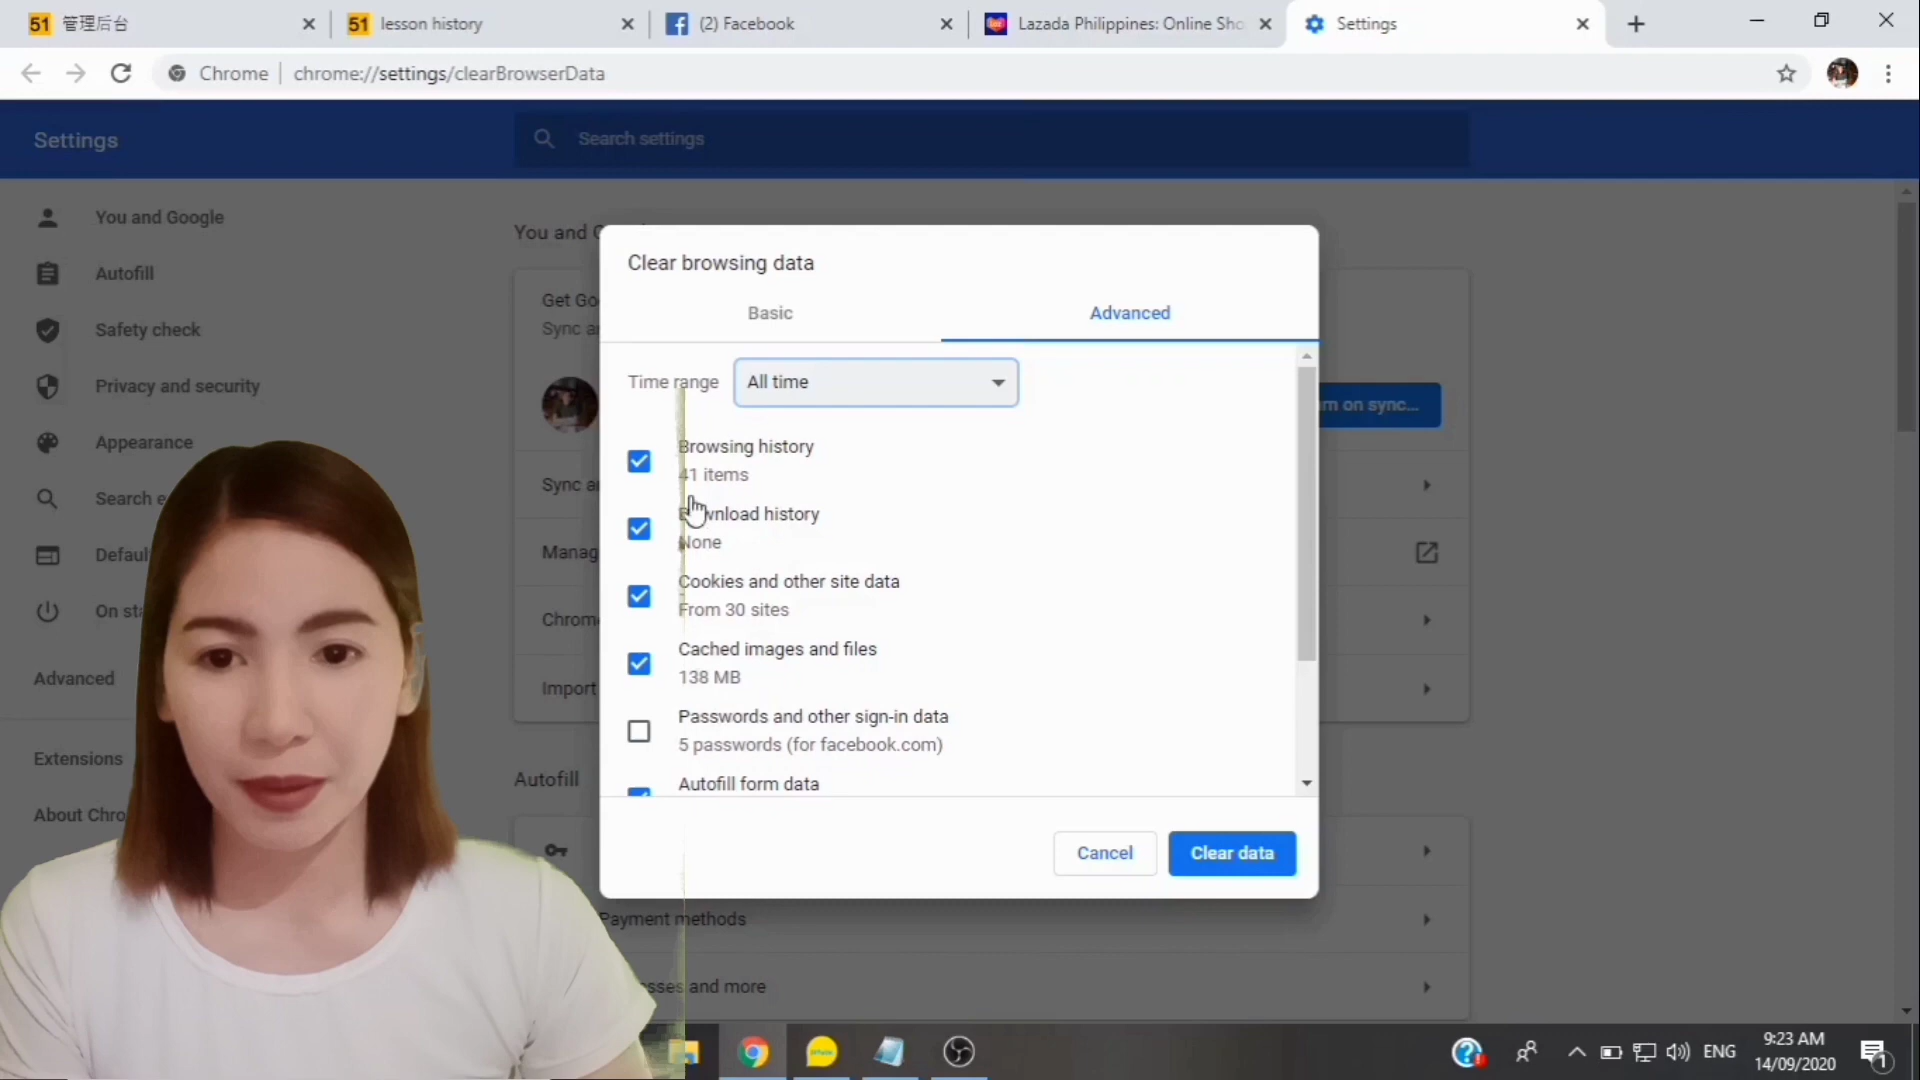 51 管理后台
51 lesson history
(2) Facebook
Lazada Philippines: Online Sho
Settings
Chrome
chrome://settings/clearBrowserData
Settings
Search settings
You and Google
Autofill
Safety check
Privacy and security
Appearance
Search e
Default
On sta
Advanced
Extensions
About Chro
You and G
Get Go
Sync a
rn on sync...
Sync a
Manag
Chrom
Import
Autofill
Payment methods
esses and more
Clear browsing data
Basic
Advanced
Time range
All time
Browsing history
41 items
Download history
None
Cookies and other site data
From 30 sites
Cached images and files
138 MB
Passwords and other sign-in data
5 passwords (for facebook.com)
Autofill form data
Cancel
Clear data
ENG
9:23 AM
14/09/2020
1